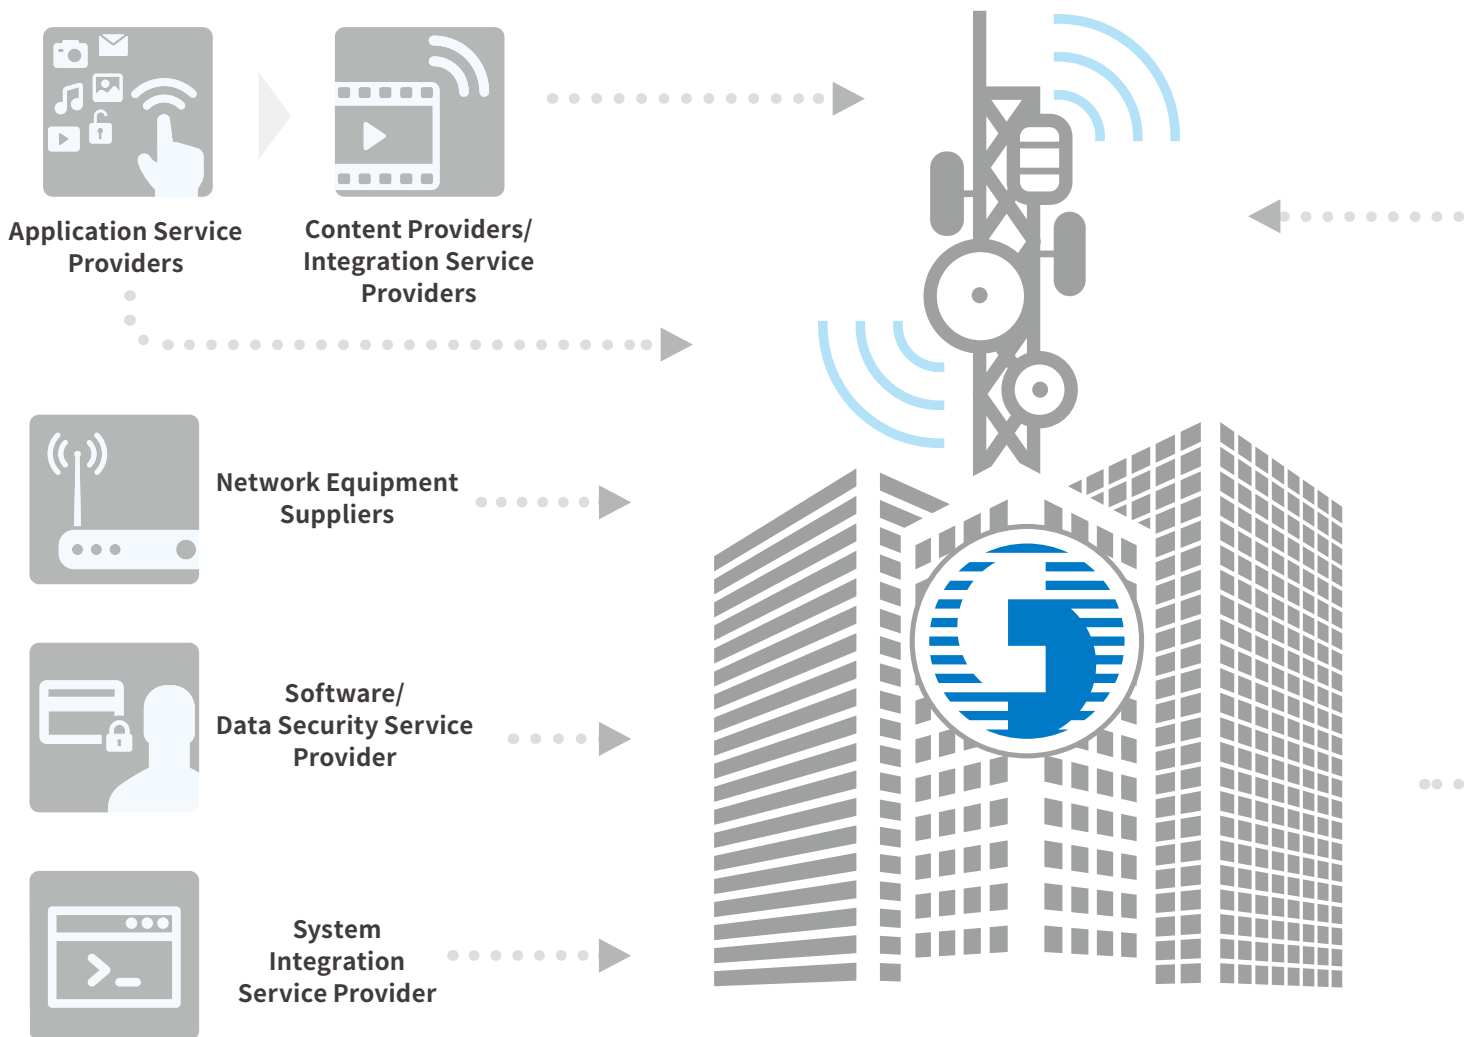 Application Service
Providers
Content Providers/
Integration Service
Providers
Network Equipment
Suppliers
Software/
Data Security Service
Provider
System
Integration
Service Provider